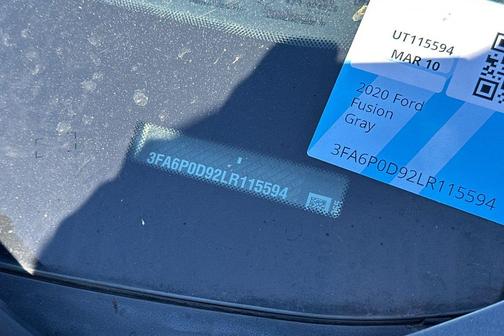 UT115594
MAR 10
2020 Ford
Fusion
Gray
3FA6P0D92LR115594
3FA6P0D92LR115594